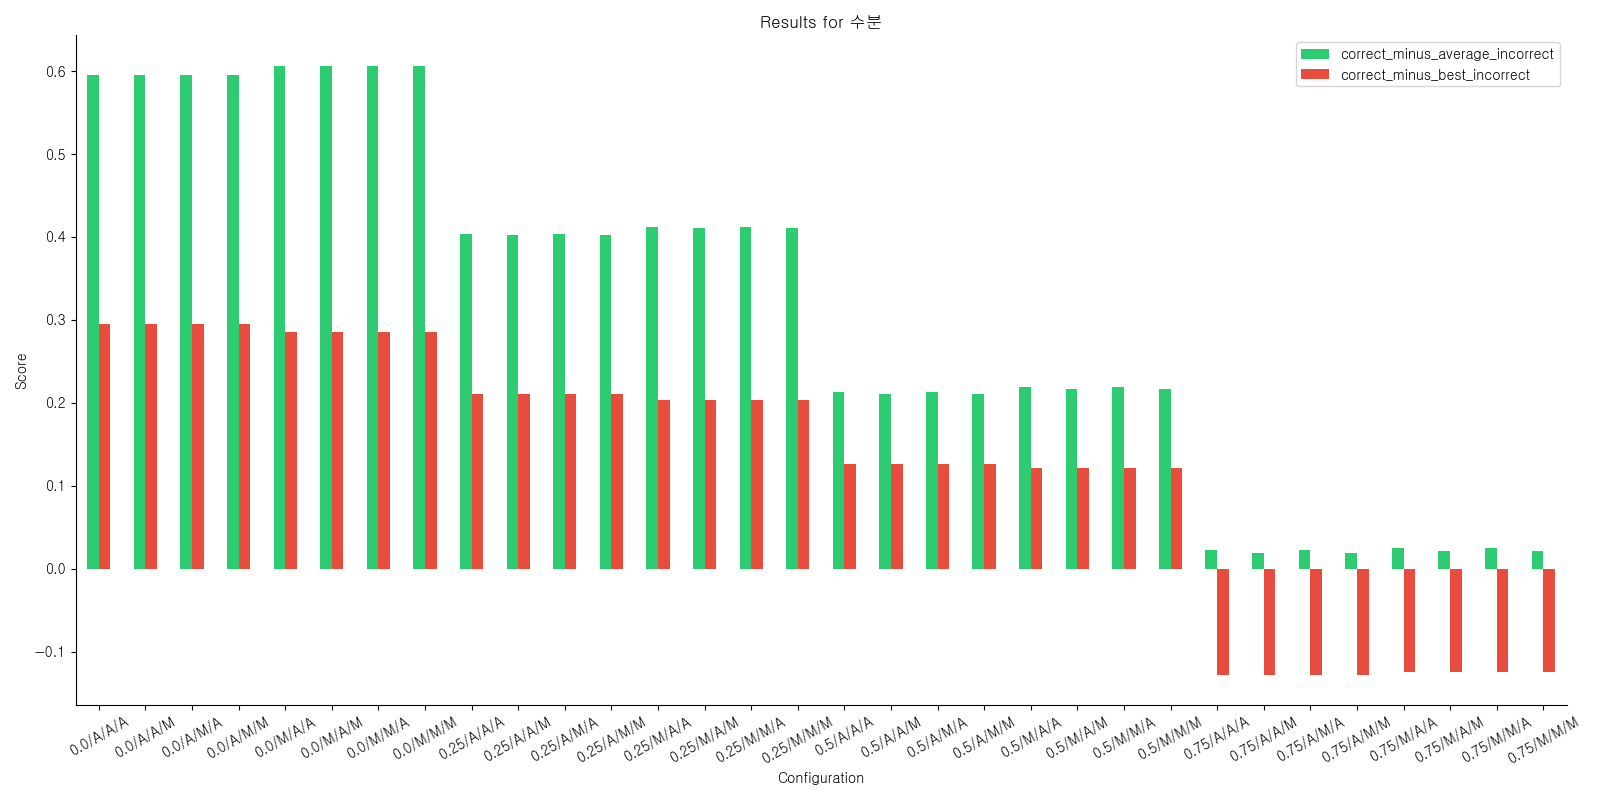 Results for 수분
correct_minus_average_incorrect
correct_minus_best_incorrect
0.6
0.5
0.4
0.3
0.2
0.1
0.0
−0.1
Score
0.0/A/A/A
0.0/A/A/M
0.0/A/M/A
0.0/A/M/M
0.0/M/A/A
0.0/M/A/M
0.0/M/M/A
0.0/M/M/M
0.25/A/A/A
0.25/A/A/M
0.25/A/M/A
0.25/A/M/M
0.25/M/A/A
0.25/M/A/M
0.25/M/M/A
0.25/M/M/M
0.5/A/A/A
0.5/A/A/M
0.5/A/M/A
0.5/A/M/M
0.5/M/A/A
0.5/M/A/M
0.5/M/M/A
0.5/M/M/M
0.75/A/A/A
0.75/A/A/M
0.75/A/M/A
0.75/A/M/M
0.75/M/A/A
0.75/M/A/M
0.75/M/M/A
0.75/M/M/M
Configuration